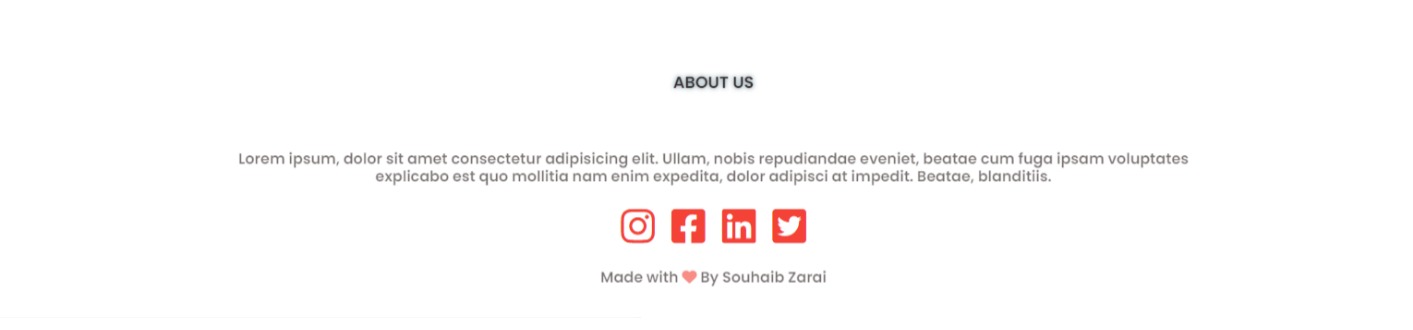 ABOUT US
Lorem ipsum, dolor sit amet consectetur adipisicing elit. Ullam, nobis repudiandae eveniet, beatae cum fuga ipsam voluptates
explicabo est quo mollitia nam enim expedita, dolor adipisci at impedit. Beatae, blanditiis.
Made with ❤ By Souhaib Zarai